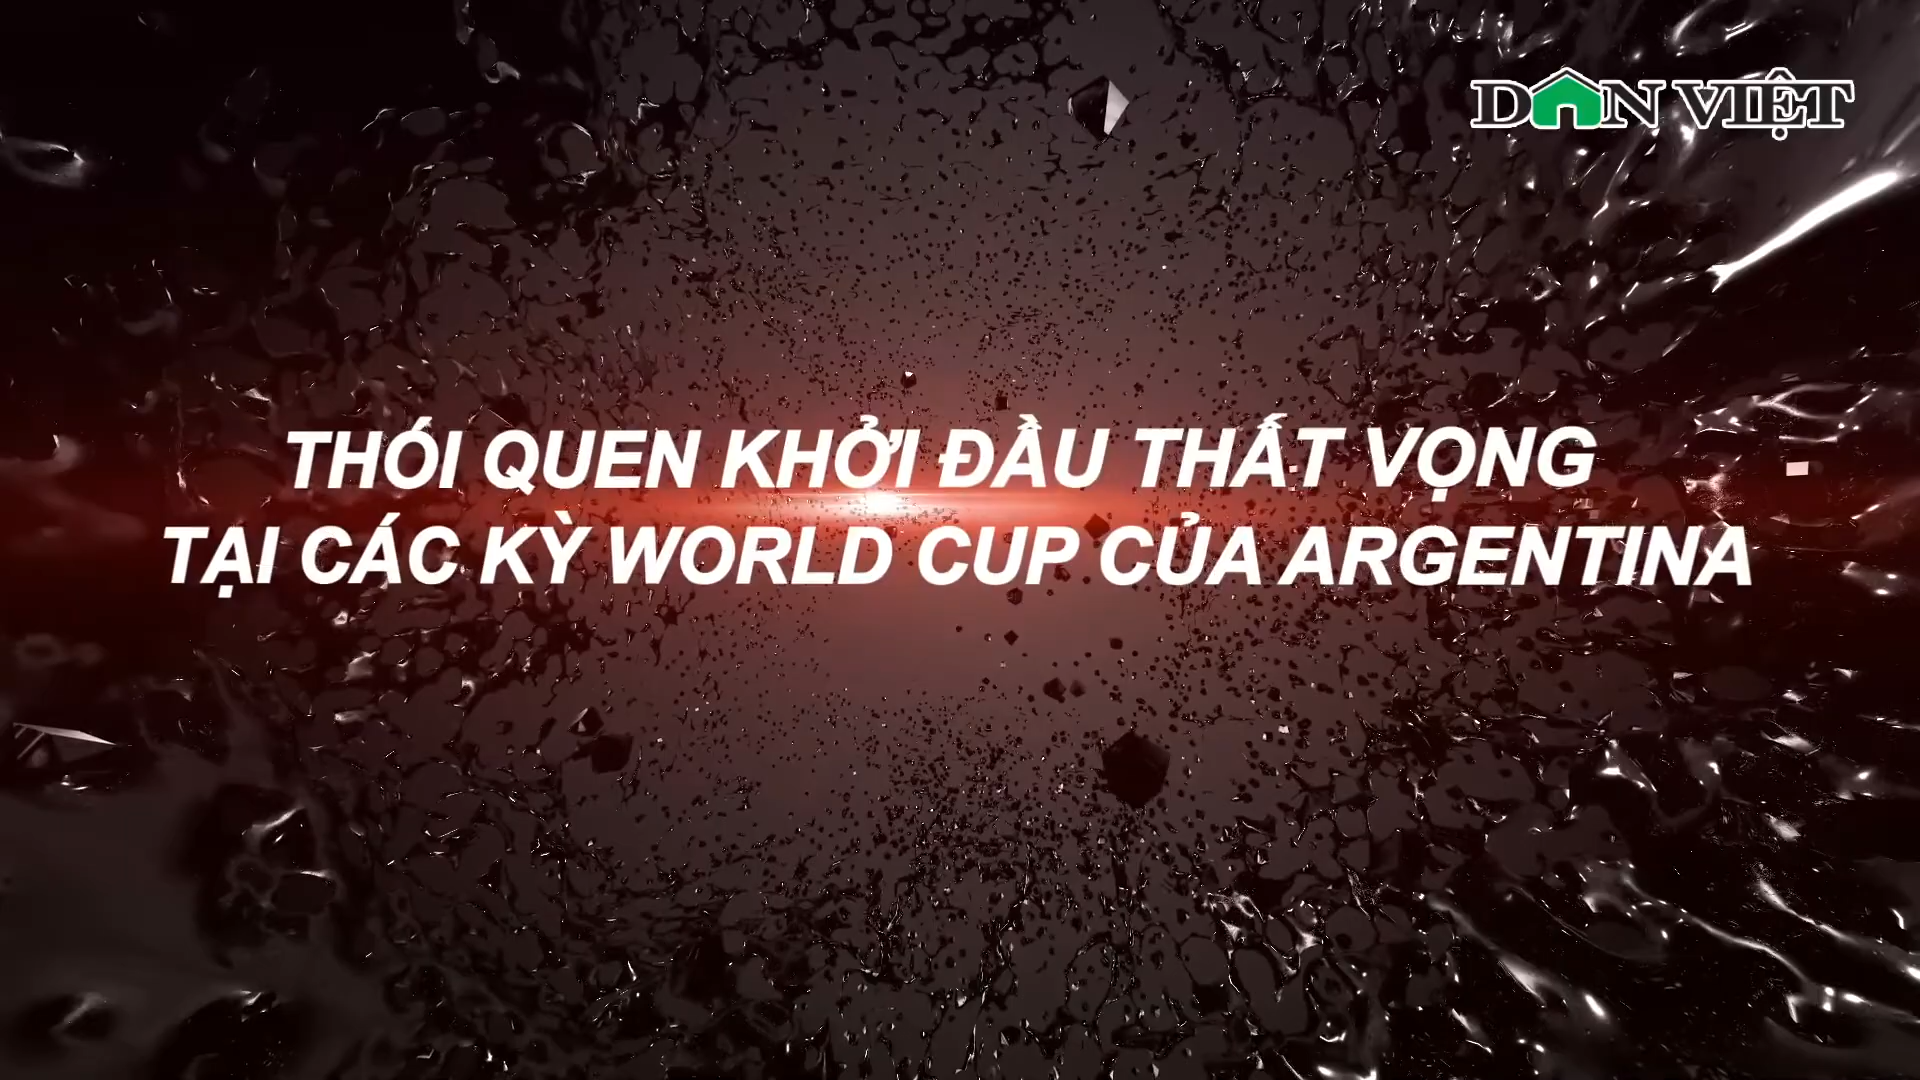 DÂN VIỆT
THÓI QUEN KHỞI ĐẦU THẤT VỌNG
TẠI CÁC KỲ WORLD CUP CỦA ARGENTINA